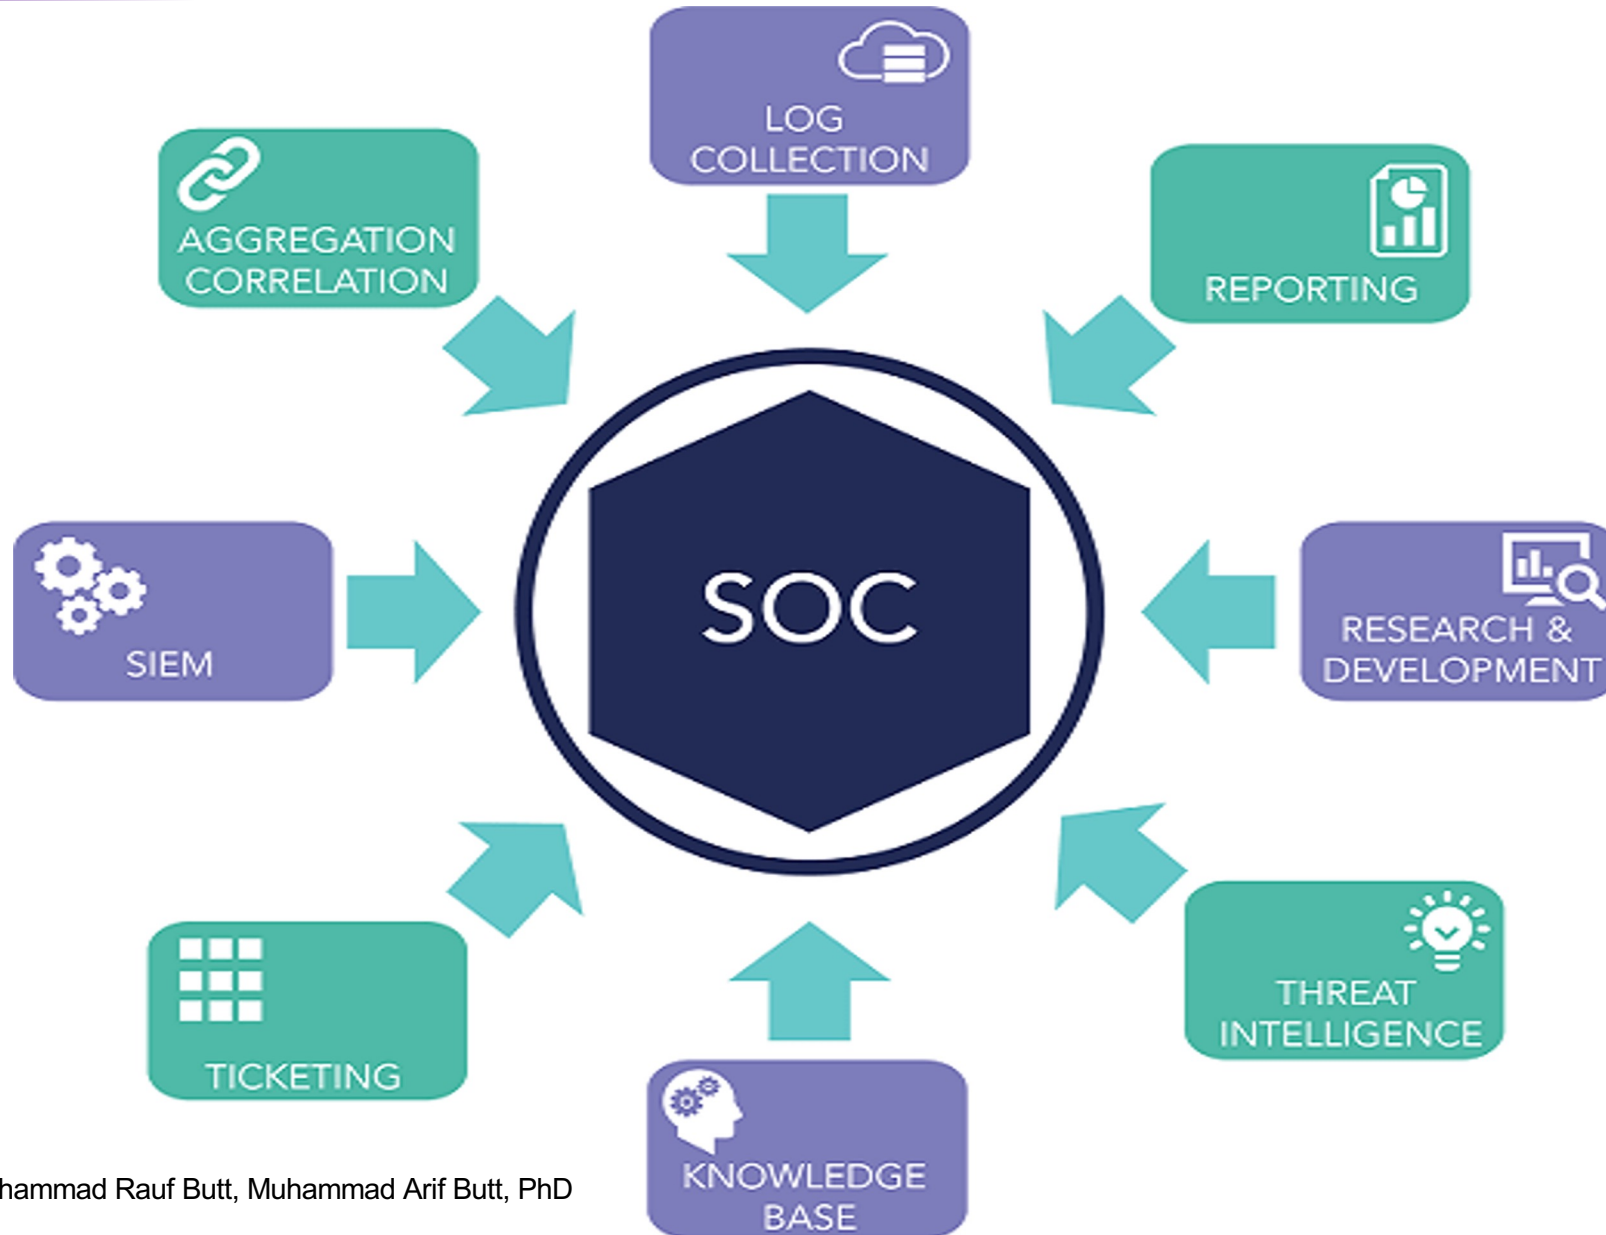 LOG
COLLECTION
AGGREGATION
CORRELATION
REPORTING
SOC
SIEM
RESEARCH &
DEVELOPMENT
THREAT
INTELLIGENCE
TICKETING
KNOWLEDGE
BASE
Rauf Butt, Muhammad Arif Butt, PhD